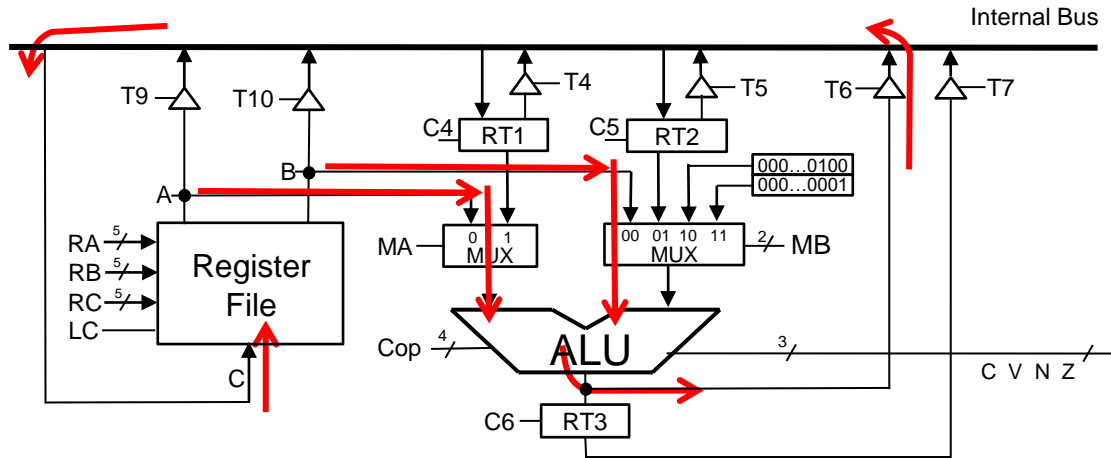 Internal Bus
T9
T10
T4
T5
T6
T7
C4
RT1
C5
RT2
000...0100
000...0001
B
A
RA
5
RB
5
RC
5
LC
Register
File
MA
0 1
MUX
00 01 10 11
MUX
2
MB
Cop
4
ALU
3
C V N Z
C
C6
RT3